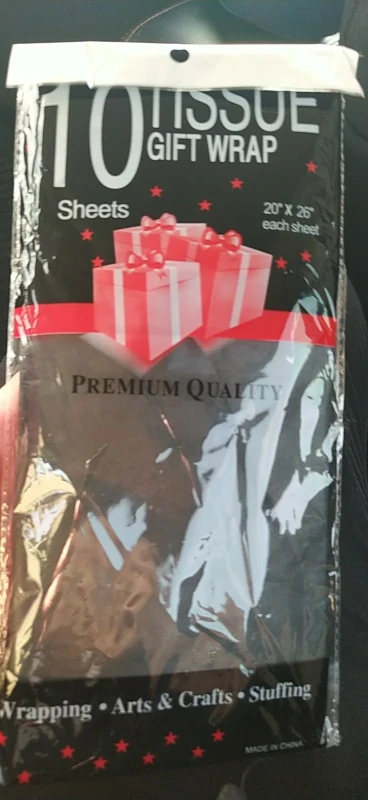 10 TISSUE
GIFT WRAP
Sheets
20" X 26"
each sheet
PREMIUM QUALITY
Wrapping • Arts & Crafts • Stuffing
MADE IN CHINA